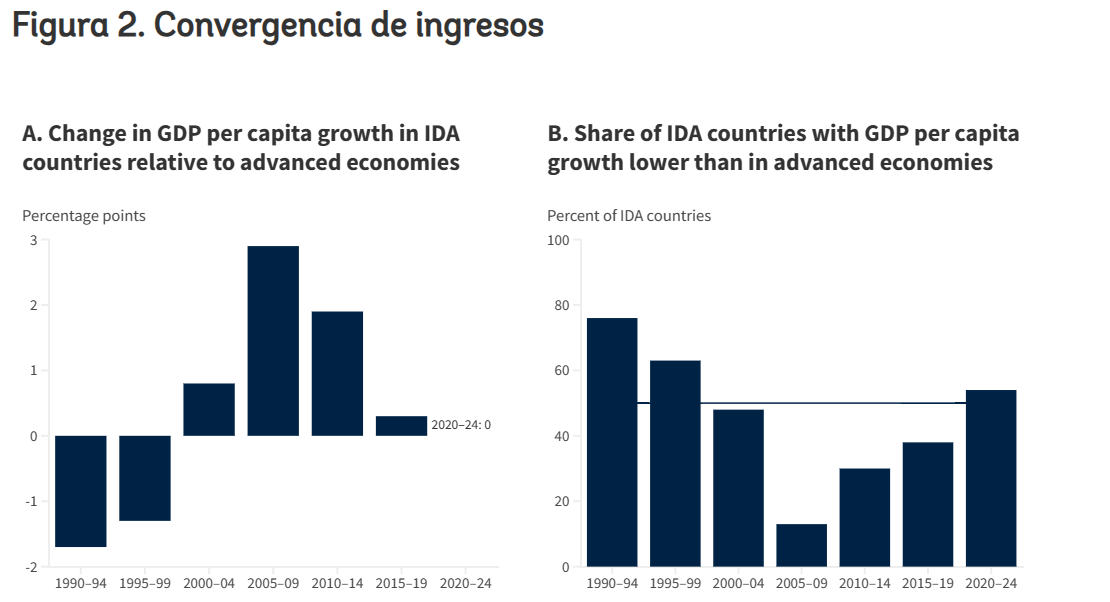 Figura 2. Convergencia de ingresos
A. Change in GDP per capita growth in IDA
countries relative to advanced economies
Percentage points
3
2
1
0
-1
-2
2020–24: 0
1990–94 1995–99 2000–04 2005–09 2010–14 2015–19 2020–24
B. Share of IDA countries with GDP per capita
growth lower than in advanced economies
Percent of IDA countries
100
80
60
40
20
0
1990–94 1995–99 2000–04 2005–09 2010–14 2015–19 2020–24